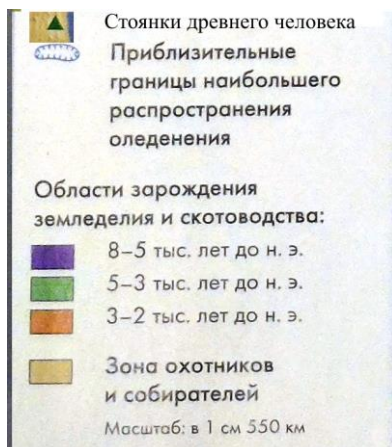 Стоянки древнего человека
Приблизительные
границы наибольшего
распространения
оледенения
Области зарождения
земледелия и скотоводства:
8–5 тыс. лет до н. э.
5–3 тыс. лет до н. э.
3–2 тыс. лет до н. э.
Зона охотников
и собирателей
Масштаб: в 1 см 550 км